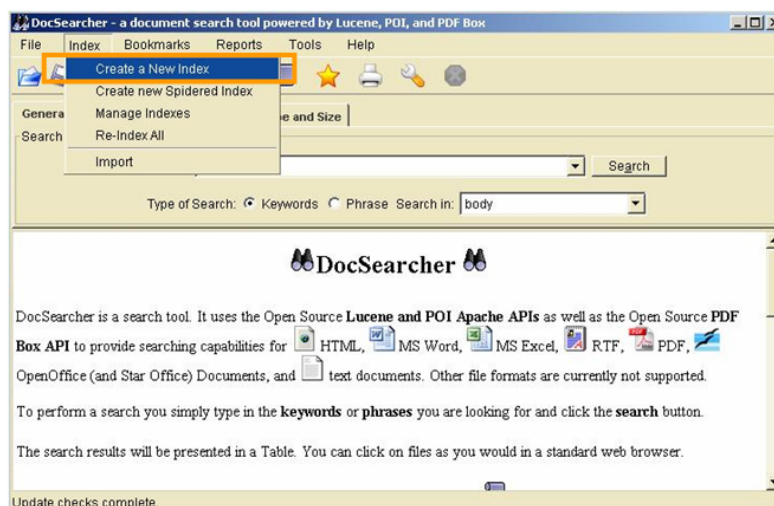 DocSearcher - a document search tool powered by Lucene, POI, and PDF Box
File Index Bookmarks Reports Tools Help
Create a New Index
Create new Spidered Index
Manage Indexes
Re-Index All
Import
Genera
e and Size
Search
Search
Type of Search: Keywords Phrase Search in: body
DocSearcher
DocSearcher is a search tool. It uses the Open Source Lucene and POI Apache APIs as well as the Open Source PDF
Box API to provide searching capabilities for HTML, MS Word, MS Excel, RTF, PDF,
OpenOffice (and Star Office) Documents, and text documents. Other file formats are currently not supported.
To perform a search you simply type in the keywords or phrases you are looking for and click the search button.
The search results will be presented in a Table. You can click on files as you would in a standard web browser.
Update checks complete.